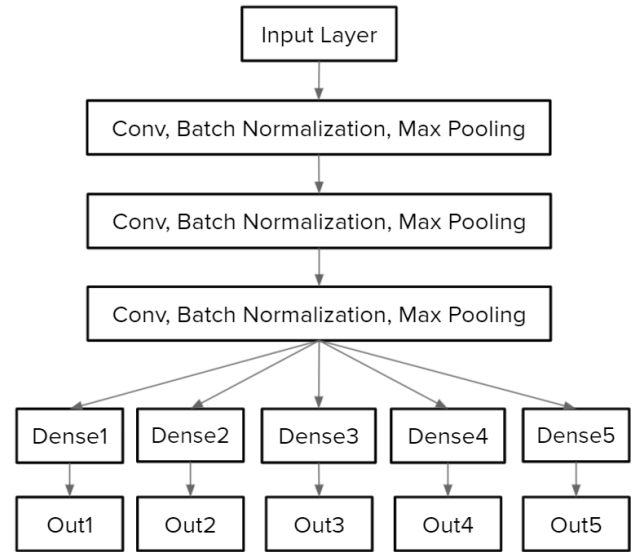 Input Layer
Conv, Batch Normalization, Max Pooling
Conv, Batch Normalization, Max Pooling
Conv, Batch Normalization, Max Pooling
Dense1
Dense2
Dense3
Dense4
Dense5
Out1
Out2
Out3
Out4
Out5